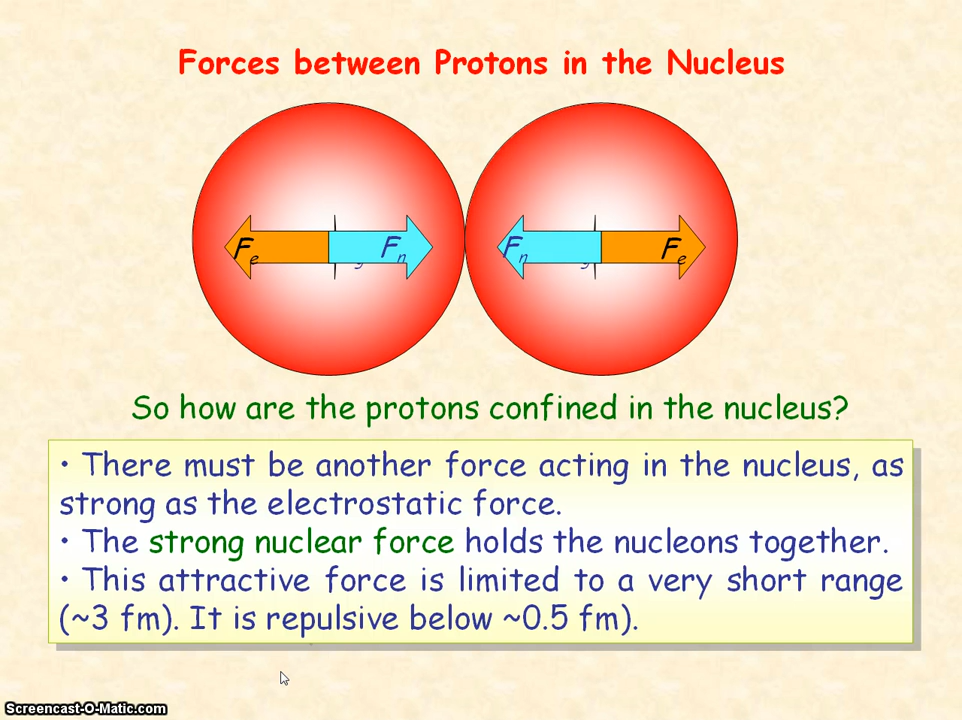 Forces between Protons in the Nucleus
Fe Fn Fn Fe
g g
So how are the protons confined in the nucleus?
• There must be another force acting in the nucleus, as
strong as the electrostatic force.
• The strong nuclear force holds the nucleons together.
• This attractive force is limited to a very short range
(~3 fm). It is repulsive below ~0.5 fm).
Screencast-O-Matic.com